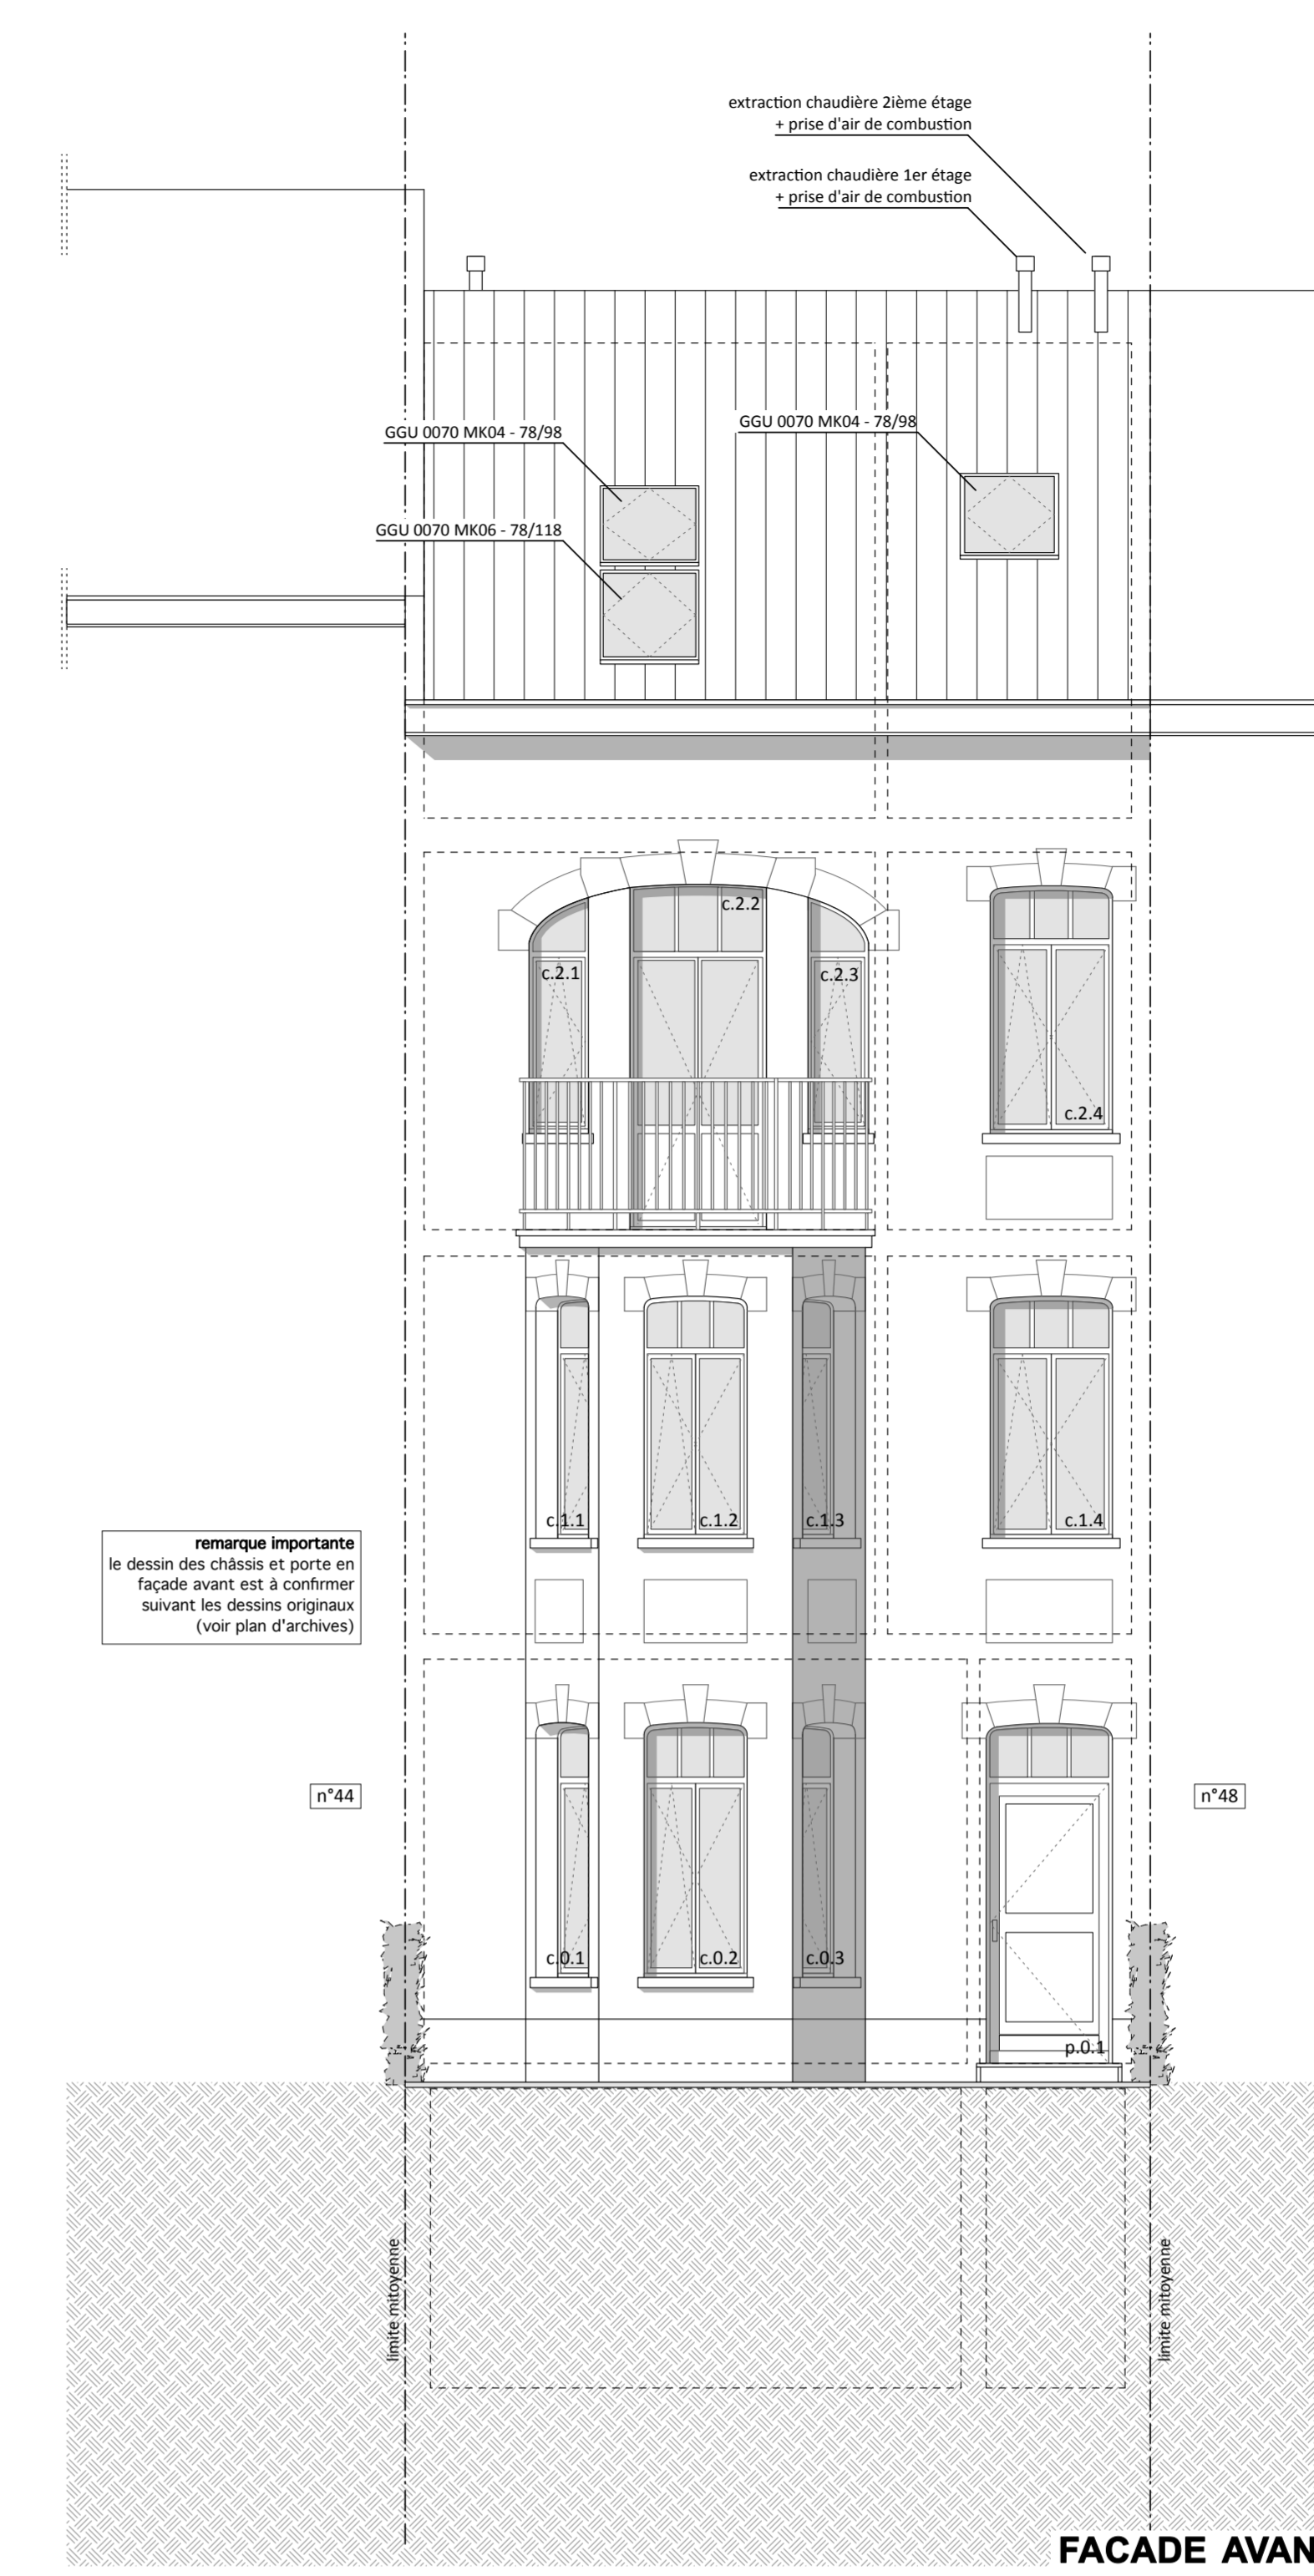 extraction chaudière 2ième étage
+ prise d'air de combustion
extraction chaudière 1er étage
+ prise d'air de combustion
GGU 0070 MK04 - 78/98
GGU 0070 MK04 - 78/98
GGU 0070 MK06 - 78/118
c.2.2
c.2.1
c.2.3
c.2.4
c.1.1
c.1.2
c.1.3
c.1.4
remarque importante
le dessin des châssis et porte en
façade avant est à confirmer
suivant les dessins originaux
(voir plan d'archives)
n°44
n°48
c.0.1
c.0.2
c.0.3
p.0.1
limite mitoyenne
limite mitoyenne
FACADE AVAN